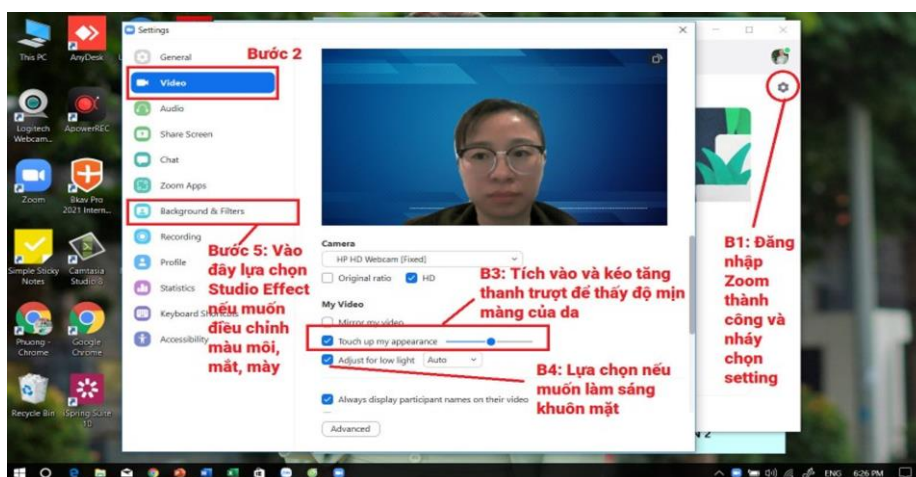 This PC
AnyDesk
Logitech
Webcam...
ApowerREC
Zoom
Bkav Pro
2021 Intern...
Simple Sticky
Notes
Camtasia
Studio 8
Phuong -
Chrome
Google
Chrome
Recycle Bin
iSpring Suite
10
Settings
General
Video
Audio
Share Screen
Chat
Zoom Apps
Background & Filters
Recording
Profile
Statistics
Keyboard Shortcuts
Accessibility
Bước 2
Bước 5: Vào
đây lựa chọn
Studio Effect
nếu muốn
điều chỉnh
màu môi,
mắt, mày
Camera
HP HD Webcam [Fixed]
Original ratio
HD
My Video
Mirror my video
Touch up my appearance
Adjust for low light
Auto
Always display participant names on their video
Advanced
B3: Tích vào và kéo tăng
thanh trượt để thấy độ mịn
màng của da
B4: Lựa chọn nếu
muốn làm sáng
khuôn mặt
B1: Đăng
nhập
Zoom
thành
công và
nháy
chọn
setting
ENG
6:26 PM